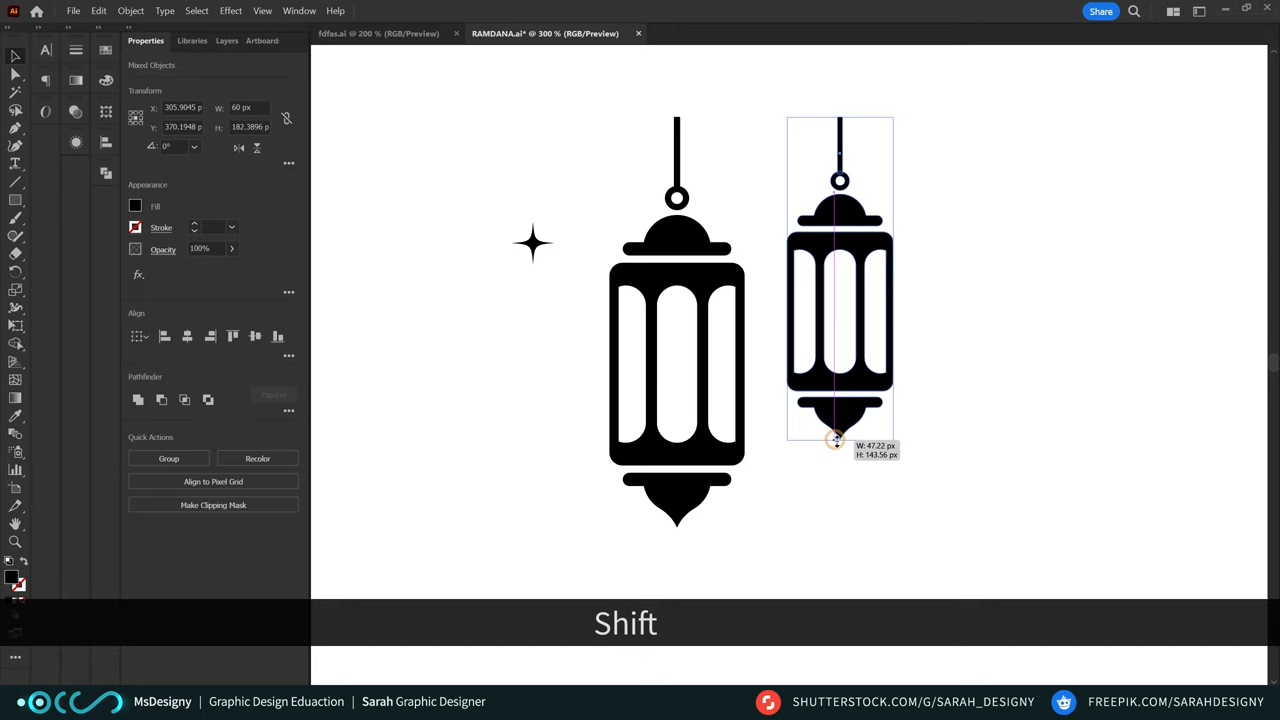 Ai
File Edit Object Type Select Effect View Window Help
Share
fdfas.ai @ 200 % (RGB/Preview)
RAMDANA.ai* @ 300 % (RGB/Preview)
Properties Libraries Layers Artboard:
Mixed Objects
Transform
X: 305.9045 p W: 60 px
Y: 370.1948 p H: 182.3896 p
0°
Appearance
Fill
Stroke
Opacity 100%
fx.
Align
Pathfinder
Expand
Quick Actions
Group Recolor
Align to Pixel Grid
Make Clipping Mask
W: 47.22 px
H: 143.56 px
Shift
MsDesigny | Graphic Design Eduaction | Sarah Graphic Designer
SHUTTERSTOCK.COM/G/SARAH_DESIGNY
FREEPIK.COM/SARAHDESIGNY